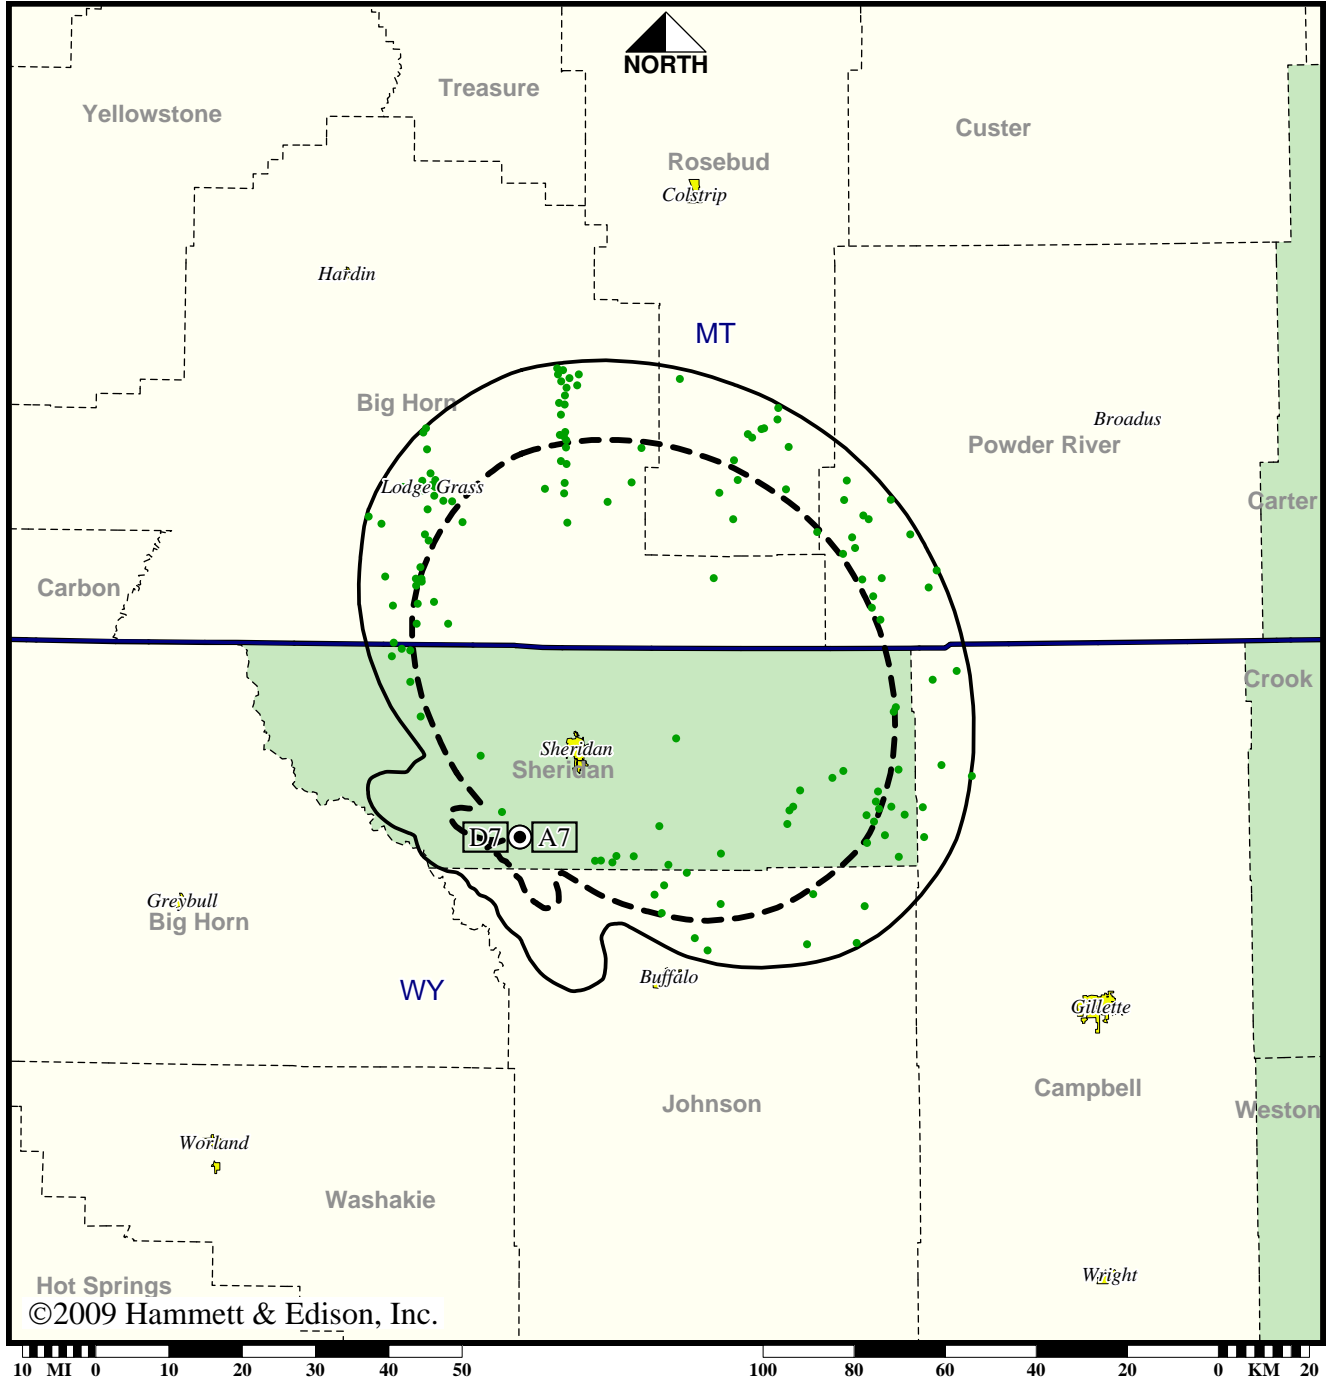 NORTH
Treasure
Yellowstone
Custer
Rosebud
Colstrip
Hardin
MT
Big Horn
Broadus
Powder River
Lodge Grass
Carter
Carbon
Crook
Sheridan
Sheridan
D7 A7
Greybull
Big Horn
Buffalo
WY
Gillette
Campbell
Johnson
Weston
Worland
Washakie
Wright
Hot Springs
©2009 Hammett & Edison, Inc.
10 MI 0 10 20 30 40 50 100 80 60 40 20 0 KM 20